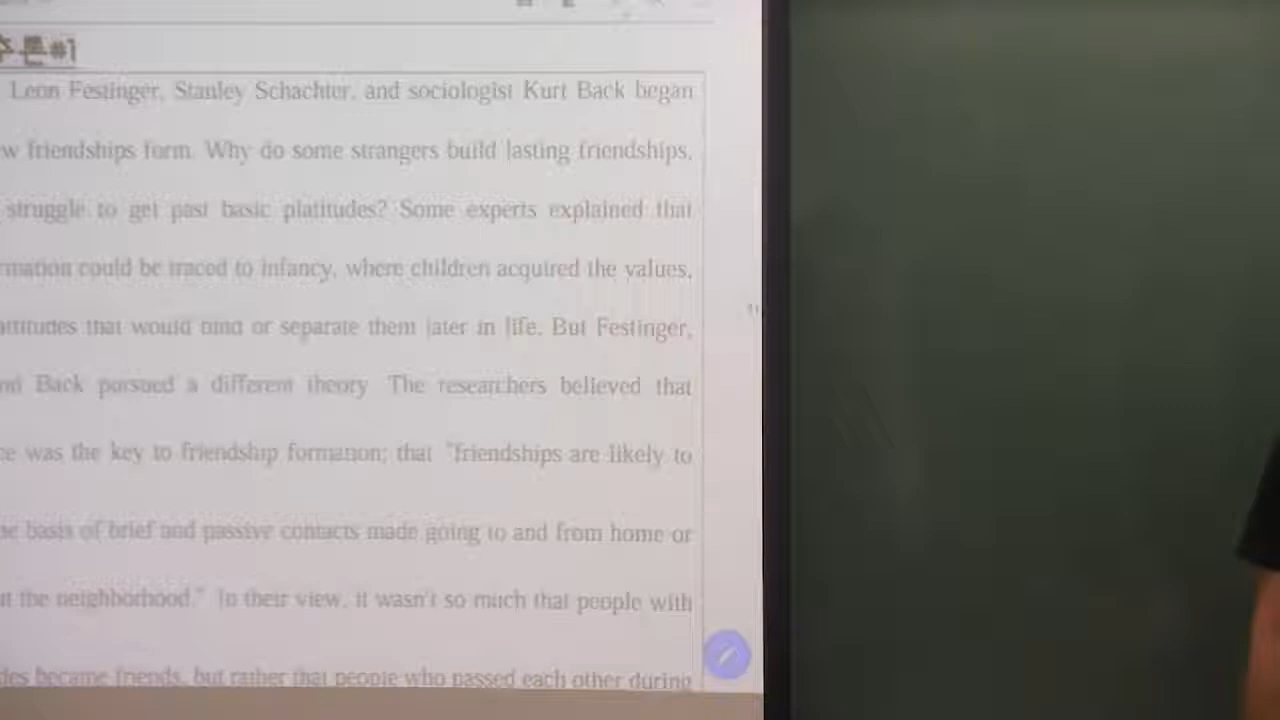 론#1
Leon Festinger, Stanley Schachter, and sociologist Kurt Back began
w friendships form. Why do some strangers build lasting friendships,
struggle to get past basic platitudes? Some experts explained that
rmation could be traced to infancy, where children acquired the values,
attitudes that would bind or separate them later in life. But Festinger,
nd Back pursued a different theory. The researchers believed that
ce was the key to friendship formation; that "friendships are likely to
he basis of brief and passive contacts made going to and from home or
ut the neighborhood." In their view, it wasn't so much that people with
des became friends, but rather that people who passed each other during